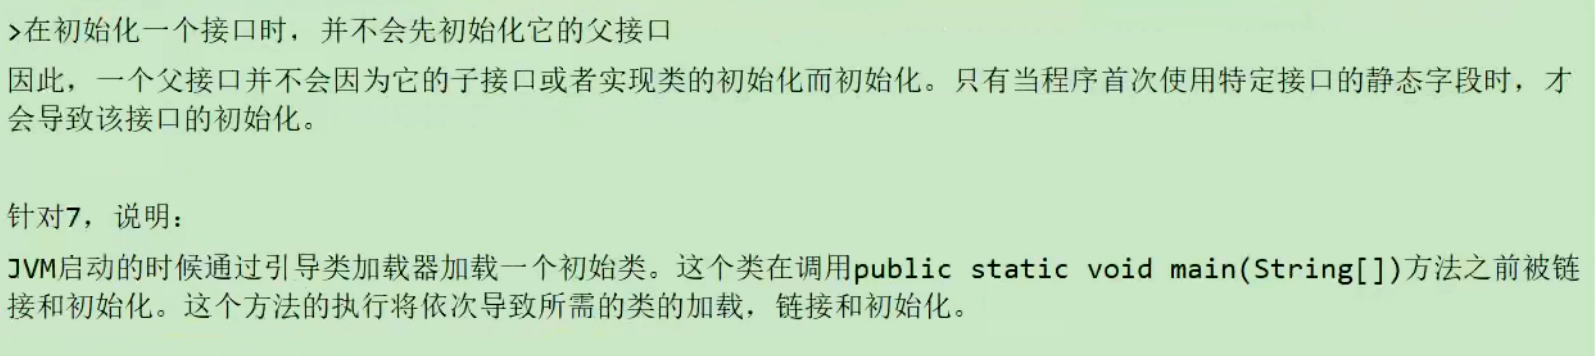 >在初始化一个接口时，并不会先初始化它的父接口
因此，一个父接口并不会因为它的子接口或者实现类的初始化而初始化。只有当程序首次使用特定接口的静态字段时，才
会导致该接口的初始化。
针对7，说明：
JVM启动的时候通过引导类加载器加载一个初始类。这个类在调用public static void main(String[])方法之前被链
接和初始化。这个方法的执行将依次导致所需的类的加载，链接和初始化。